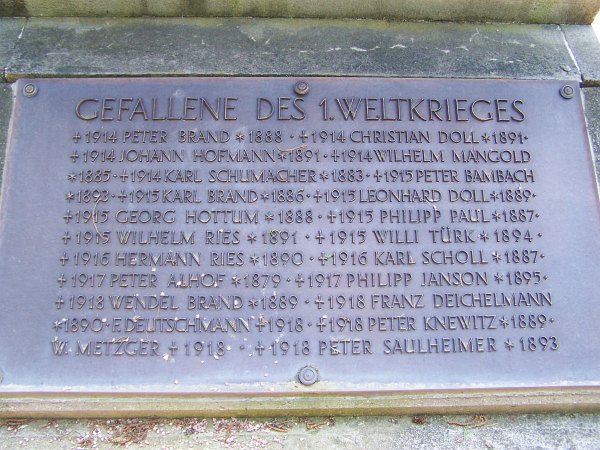 GEFALLENE DES 1.WELTKRIEGES
+1914 PETER BRAND *1888 · +1914 CHRISTIAN DOLL *1891·
+1914 JOHANN HOFMANN *1891 · +1914 WILHELM MANGOLD
*1885 · +1914 KARL SCHUMACHER *1883 · +1915 PETER BAMBACH
*1893 · +1915 KARL BRAND *1886 · +1915 LEONHARD DOLL *1889·
+1915 GEORG HOTTUM *1888 · +1915 PHILIPP PAUL *1887·
+1915 WILHELM RIES *1891 · +1915 WILLI TÜRK *1894·
+1916 HERMANN RIES *1890 · +1916 KARL SCHOLL *1887·
+1917 PETER ALHOF *1879 · +1917 PHILIPP JANSON *1895·
+1918 WENDEL BRAND *1889 · +1918 FRANZ DEICHELMANN
*1890 · F. DEUTSCHMANN +1918 · +1918 PETER KNEWITZ *1889·
W. METZGER +1918 · +1918 PETER SAULHEIMER *1893